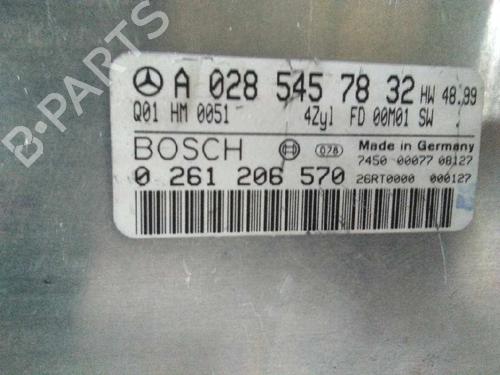 A 028 545 78 32 HW 48.99
Q01 HM 0051 4Zyl FD 00M01 SW
BOSCH 078 Made in Germany
7450 00077 08127
0 261 206 570 26RT0000 000127
B-PARTS